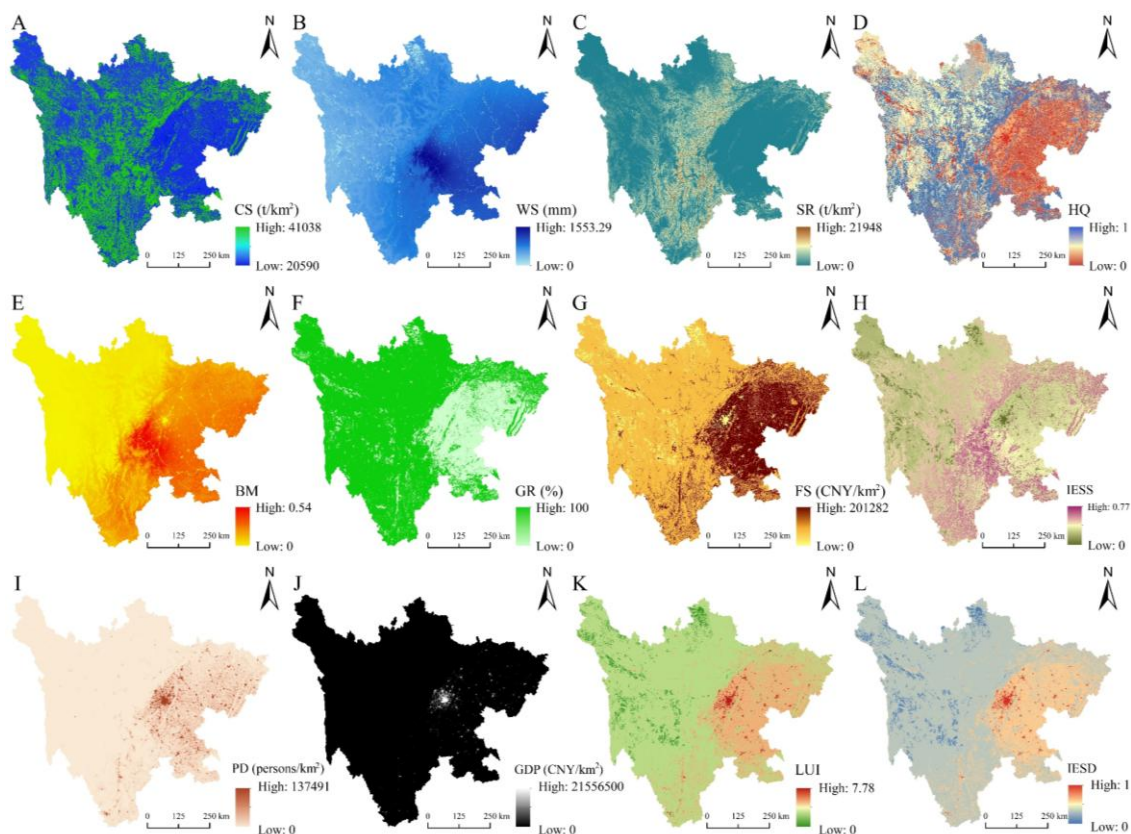 A
N
CS (t/km²)
High: 41038
Low: 20590
0 125 250 km
B
N
WS (mm)
High: 1553.29
Low: 0
0 125 250 km
C
N
SR (t/km²)
High: 21948
Low: 0
0 125 250 km
D
N
HQ
High: 1
Low: 0
0 125 250 km
E
N
BM
High: 0.54
Low: 0
0 125 250 km
F
N
GR (%)
High: 100
Low: 0
0 125 250 km
G
N
FS (CNY/km²)
High: 201282
Low: 0
0 125 250 km
H
N
IESS
High: 0.77
Low: 0
0 125 250 km
I
N
PD (persons/km²)
High: 137491
Low: 0
0 125 250 km
J
N
GDP (CNY/km²)
High: 21556500
Low: 0
0 125 250 km
K
N
LUI
High: 7.78
Low: 0
0 125 250 km
L
N
IESD
High: 1
Low: 0
0 125 250 km